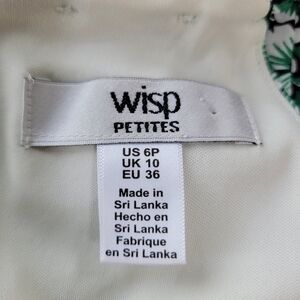 wisp
PETITES
US 6P
UK 10
EU 36
Made in
Sri Lanka
Hecho en
Sri Lanka
Fabrique
en Sri Lanka